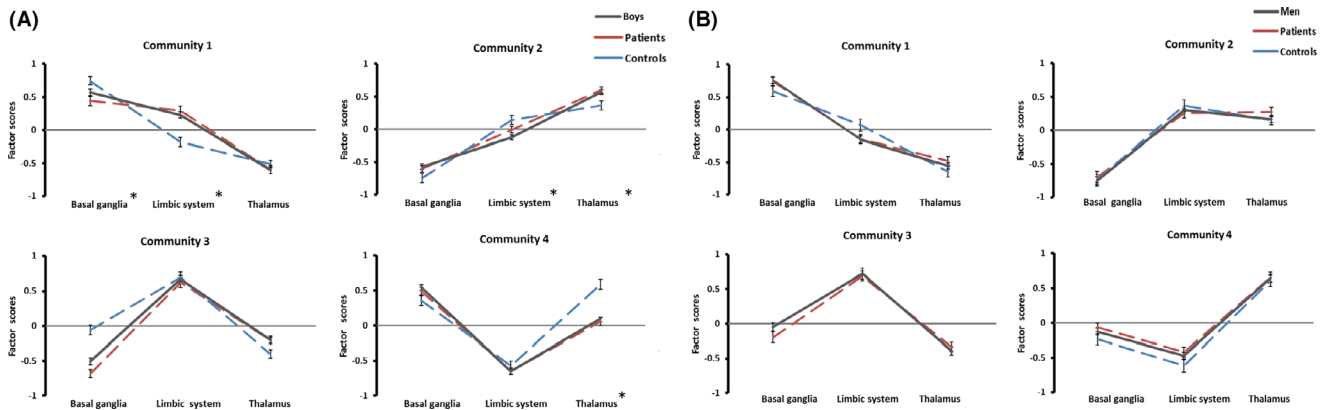 (A)
Boys
Patients
Controls
Community 1
Factor scores
1
0.5
0
-0.5
-1
Basal ganglia * Limbic system * Thalamus
Community 2
Factor scores
1
0.5
0
-0.5
-1
Basal ganglia Limbic system * Thalamus *
Community 3
Factor scores
1
0.5
0
-0.5
-1
Basal ganglia Limbic system Thalamus
Community 4
Factor scores
1
0.5
0
-0.5
-1
Basal ganglia Limbic system Thalamus *
(B)
Men
Patients
Controls
Community 1
Factor scores
1
0.5
0
-0.5
-1
Basal ganglia Limbic system Thalamus
Community 2
Factor scores
1
0.5
0
-0.5
-1
Basal ganglia Limbic system Thalamus
Community 3
Factor scores
1
0.5
0
-0.5
-1
Basal ganglia Limbic system Thalamus
Community 4
Factor scores
1
0.5
0
-0.5
-1
Basal ganglia Limbic system Thalamus